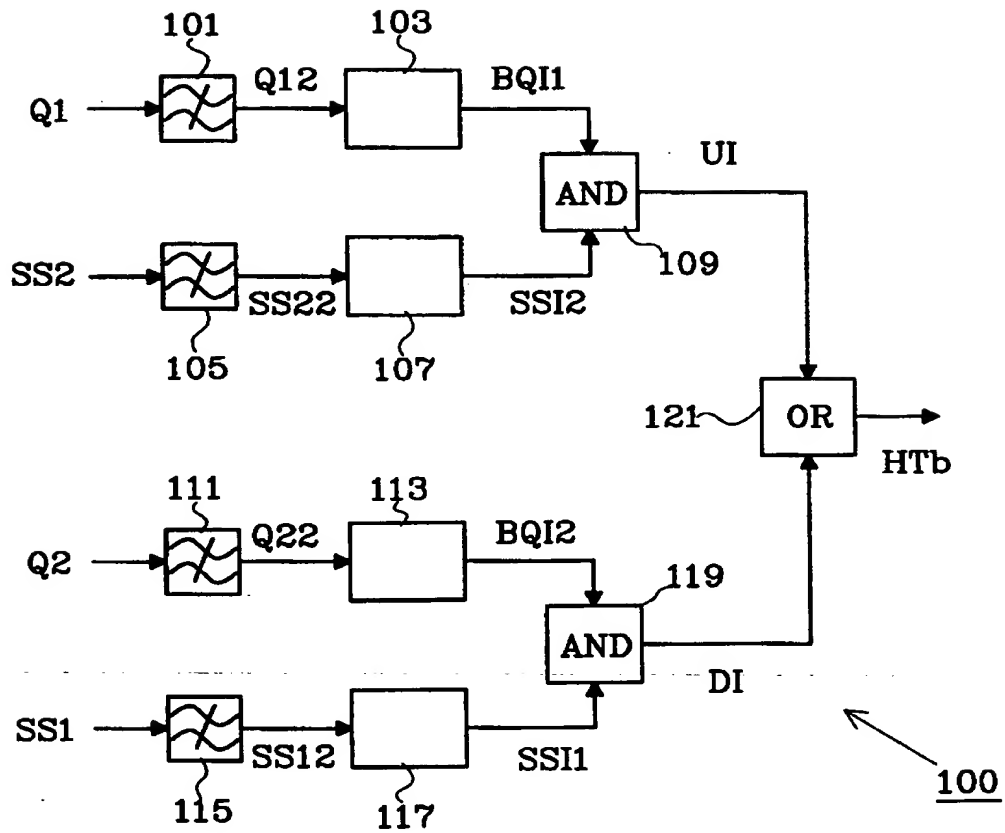 101
103
Q1
Q12
BQI1
UI
AND
109
SS2
SS22
SSI2
105
107
121
OR
HTb
111
113
Q2
Q22
BQI2
119
AND
DI
SS1
SS12
SSI1
115
117
100